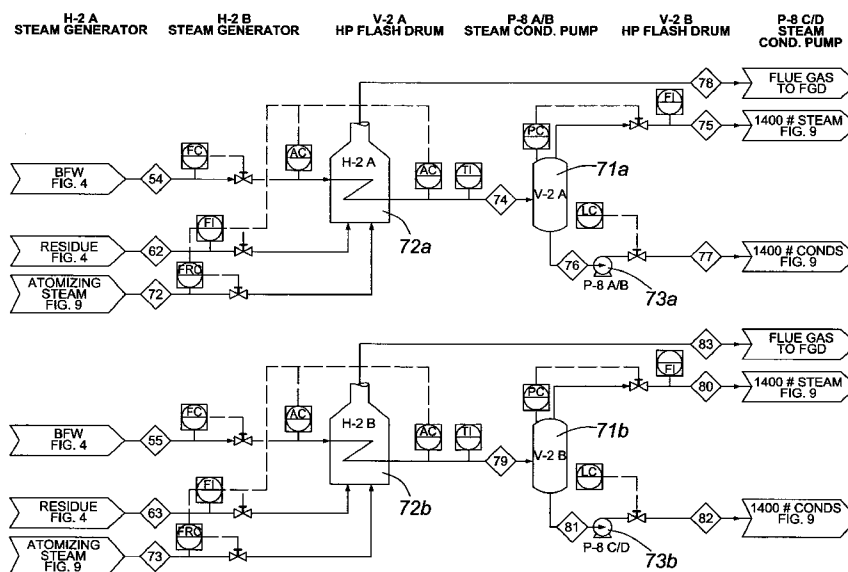 H-2 A
STEAM GENERATOR
H-2 B
STEAM GENERATOR
V-2 A
HP FLASH DRUM
P-8 A/B
STEAM COND. PUMP
V-2 B
HP FLASH DRUM
P-8 C/D
STEAM
COND. PUMP
78
FLUE GAS
TO FGD
FI
PC
75
1400 # STEAM
FIG. 9
FC
AC
H-2 A
AC
TI
71a
BFW
FIG. 4
54
74
V-2 A
LC
72a
FI
RESIDUE
FIG. 4
62
76
77
1400 # CONDS
FIG. 9
FRC
ATOMIZING
STEAM
FIG. 9
72
P-8 A/B
73a
83
FLUE GAS
TO FGD
FI
PC
80
1400 # STEAM
FIG. 9
FC
AC
H-2 B
AC
TI
71b
BFW
FIG. 4
55
79
V-2 B
LC
72b
FI
RESIDUE
FIG. 4
63
81
82
1400 # CONDS
FIG. 9
FRC
ATOMIZING
STEAM
FIG. 9
73
P-8 C/D
73b